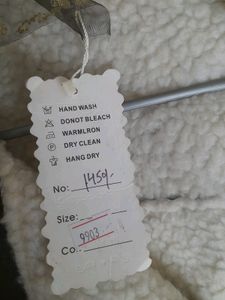 HAND WASH
DONOT BLEACH
WARMLRON
DRY CLEAN
HANG DRY
No: 1450/-
Size:
Co.: 9903